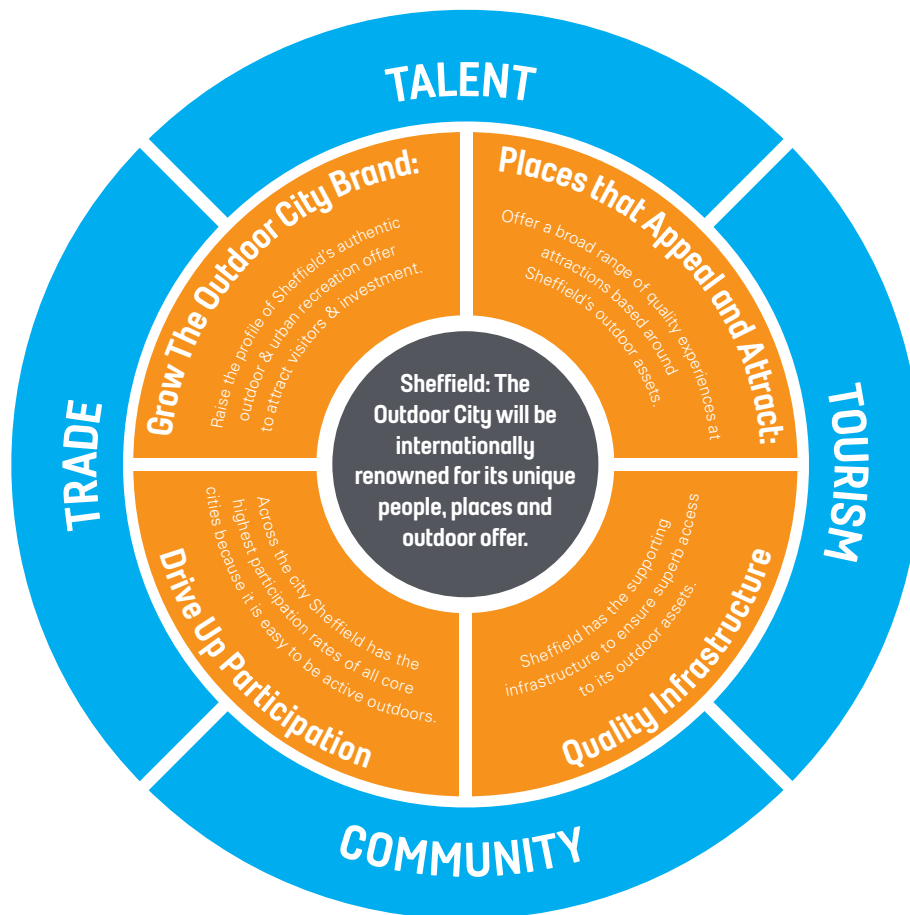 TALENT
Grow The Outdoor City Brand:
Raise the profile of Sheffield's authentic
outdoor & urban recreation offer
to attract visitors & investment.
Places that Appeal and Attract:
Offer a broad range of quality experiences at
attractions based around
Sheffield's outdoor assets.
TRADE
Sheffield: The
Outdoor City will be
internationally
renowned for its unique
people, places and
outdoor offer.
TOURISM
Across the city Sheffield has the
highest participation rates of all core
cities because it is easy to be active outdoors.
Drive Up Participation
Sheffield has the supporting
infrastructure to ensure superb access
to its outdoor assets.
Quality Infrastructure
COMMUNITY